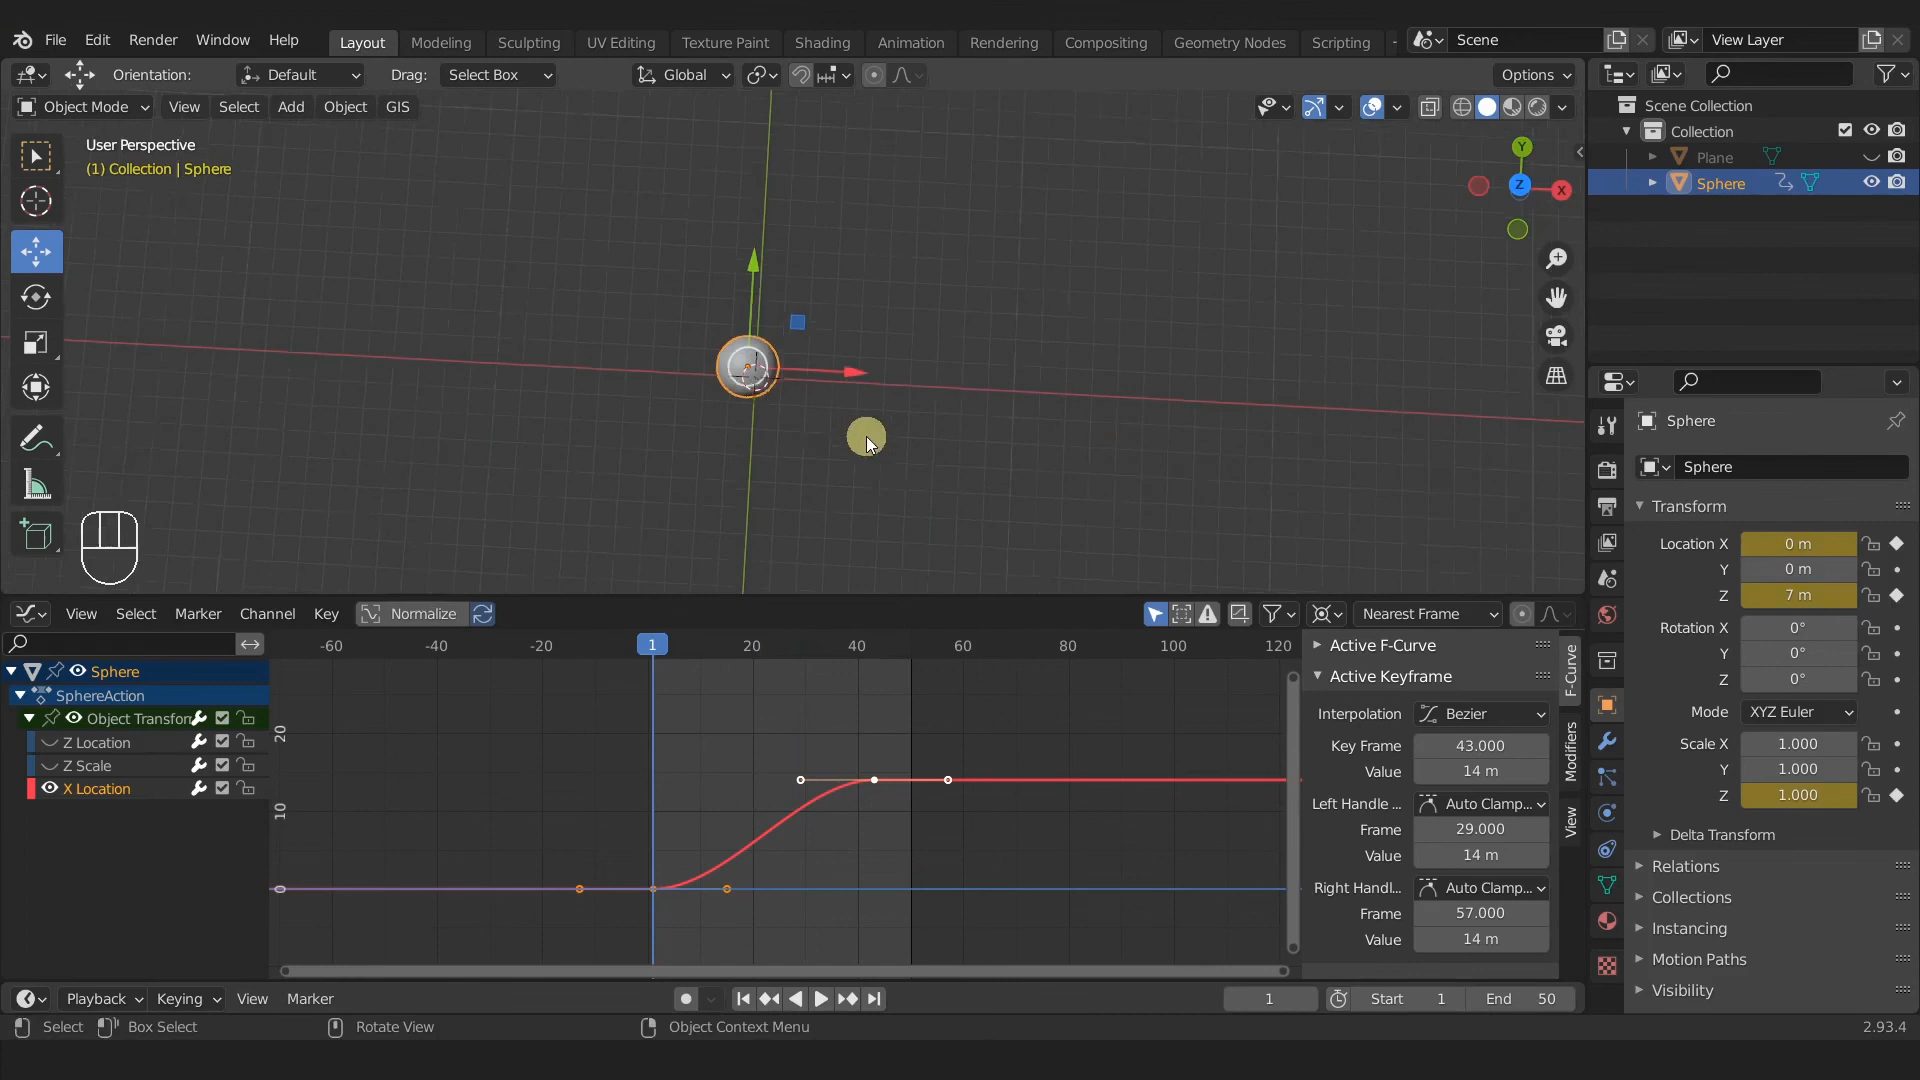 File Edit Render Window Help Layout Modeling Sculpting UV Editing Texture Paint Shading Animation Rendering Compositing Geometry Nodes Scripting Scene View Layer
Orientation: Default Drag: Select Box Global Options
Object Mode View Select Add Object GIS
User Perspective
(1) Collection | Sphere
Y
Z
X
Scene Collection
Collection
Plane
Sphere
Sphere
Sphere
Transform
Location X 0 m
Y 0 m
Z 7 m
Rotation X 0°
Y 0°
Z 0°
Mode XYZ Euler
Scale X 1.000
Y 1.000
Z 1.000
Delta Transform
Relations
Collections
Instancing
Motion Paths
Visibility
View Select Marker Channel Key Normalize Nearest Frame
-60 -40 -20 1 20 40 60 80 100 120
Sphere
SphereAction
Object Transfor
Z Location
Z Scale
X Location
20
10
0
Active F-Curve
Active Keyframe
Interpolation Bezier
Key Frame 43.000
Value 14 m
Left Handle ... Auto Clamp...
Frame 29.000
Value 14 m
Right Handl... Auto Clamp...
Frame 57.000
Value 14 m
F-Curve
Modifiers
View
Playback Keying View Marker 1 Start 1 End 50
Select Box Select Rotate View Object Context Menu 2.93.4